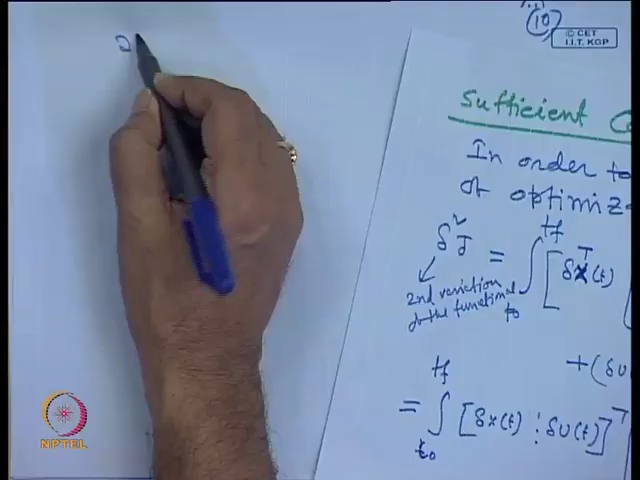 10
© CET
I.I.T. KGP
Sufficient
In order to
of optimiz
δ²J = ∫ₜ₀^tf [δx^T(t)
2nd variation
of the functional
+(δu
= ∫ₜ₀^tf [δx(t) ⋮ δu(t)]^T
NPTEL